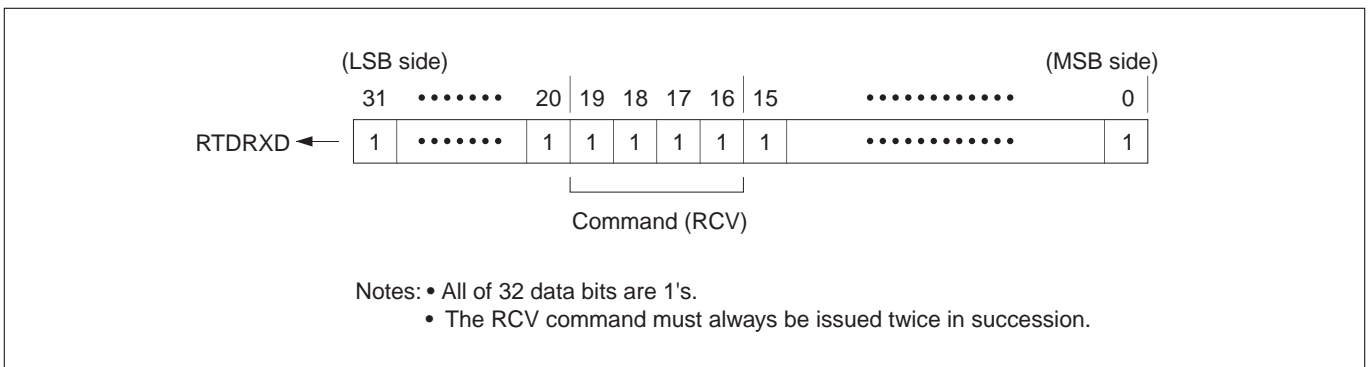 (LSB side) (MSB side)
31 ••••••• 20 19 18 17 16 15 •••••••••••• 0
RTDRXD 1 ••••••• 1 1 1 1 1 1 •••••••••••• 1
Command (RCV)
Notes: • All of 32 data bits are 1's.
• The RCV command must always be issued twice in succession.